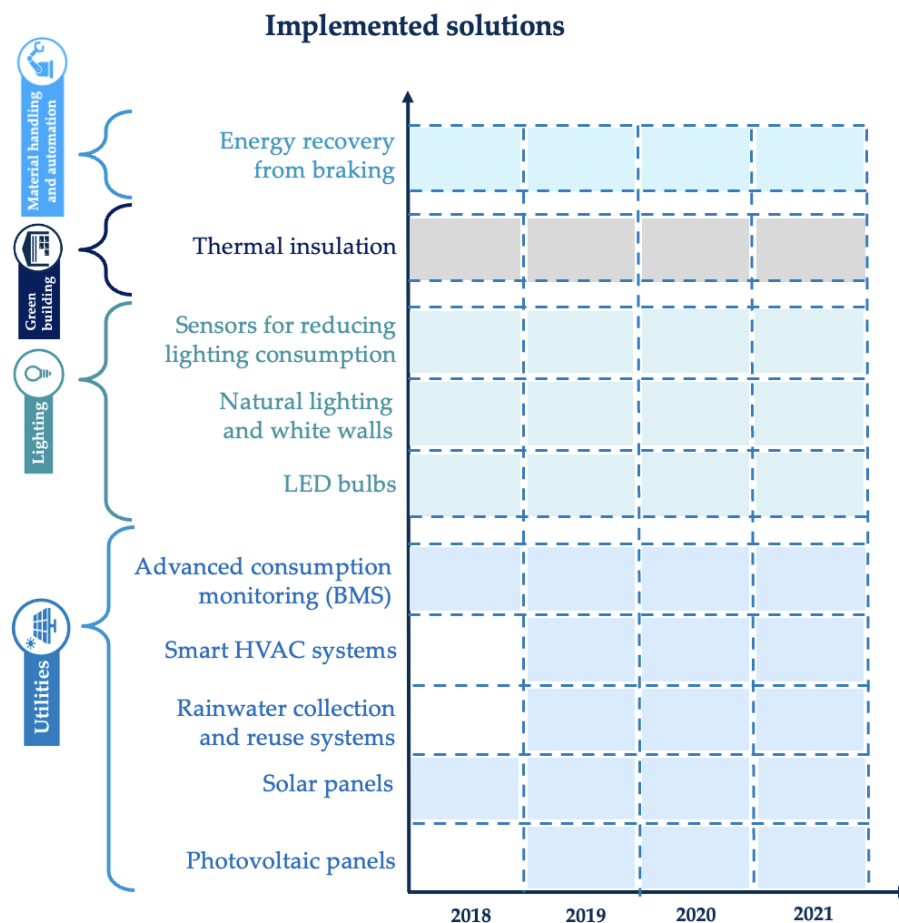 Implemented solutions
Material handling
and automation
Energy recovery
from braking
Green
building
Thermal insulation
Lighting
Sensors for reducing
lighting consumption
Natural lighting
and white walls
LED bulbs
Utilities
Advanced consumption
monitoring (BMS)
Smart HVAC systems
Rainwater collection
and reuse systems
Solar panels
Photovoltaic panels
2018
2019
2020
2021